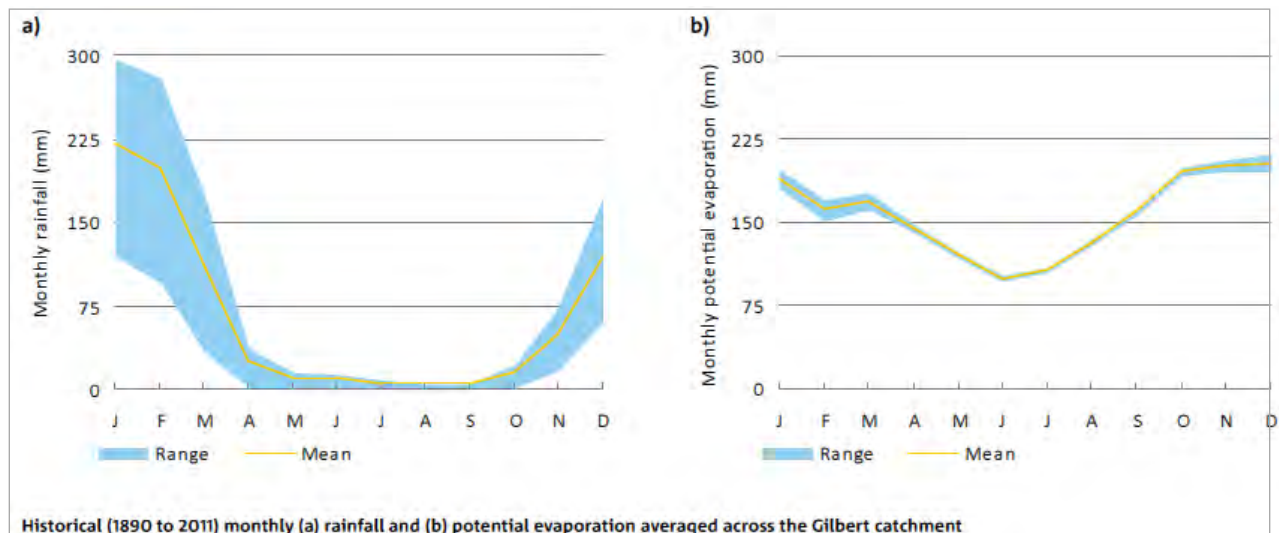 a)
300
225
150
75
0
Monthly rainfall (mm)
J F M A M J J A S O N D
Range Mean
b)
300
225
150
75
0
Monthly potential evaporation (mm)
J F M A M J J A S O N D
Range Mean
Historical (1890 to 2011) monthly (a) rainfall and (b) potential evaporation averaged across the Gilbert catchment